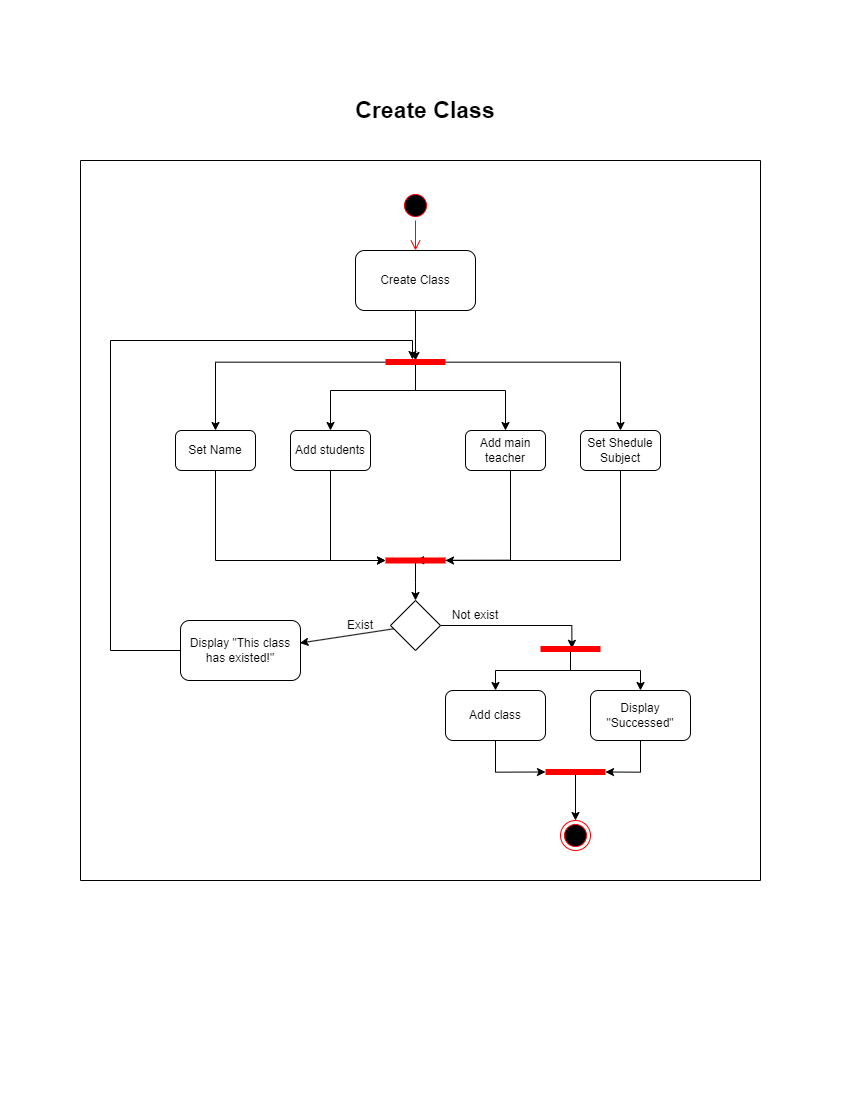 Create Class
Create Class
Set Name
Add students
Add main
teacher
Set Shedule
Subject
Exist
Not exist
Display "This class
has existed!"
Add class
Display
"Successed"